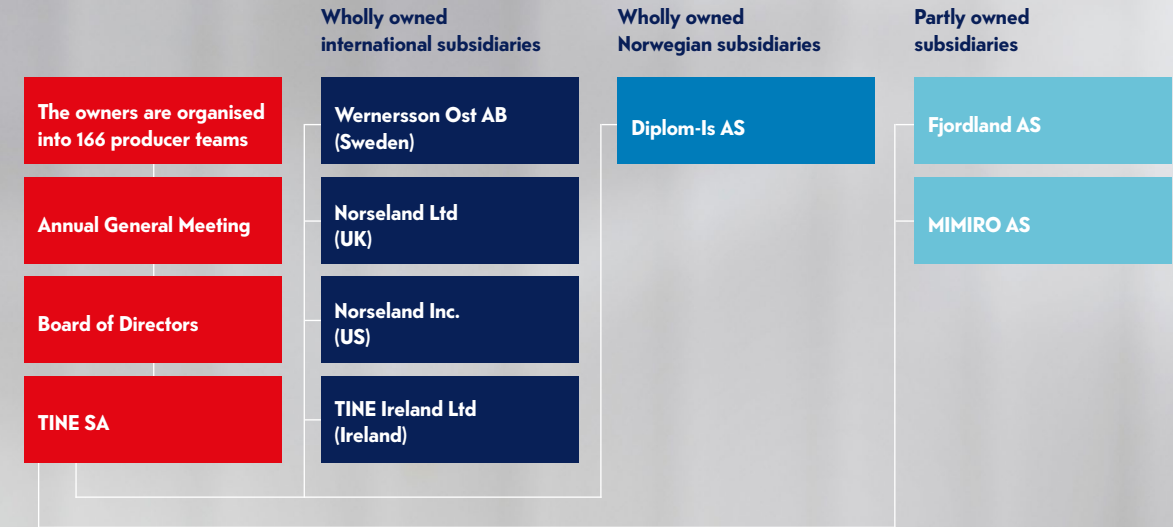 Wholly owned
international subsidiaries
Wholly owned
Norwegian subsidiaries
Partly owned
subsidiaries
The owners are organised
into 166 producer teams
Annual General Meeting
Board of Directors
TINE SA
Wernersson Ost AB
(Sweden)
Norseland Ltd
(UK)
Norseland Inc.
(US)
TINE Ireland Ltd
(Ireland)
Diplom-Is AS
Fjordland AS
MIMIRO AS